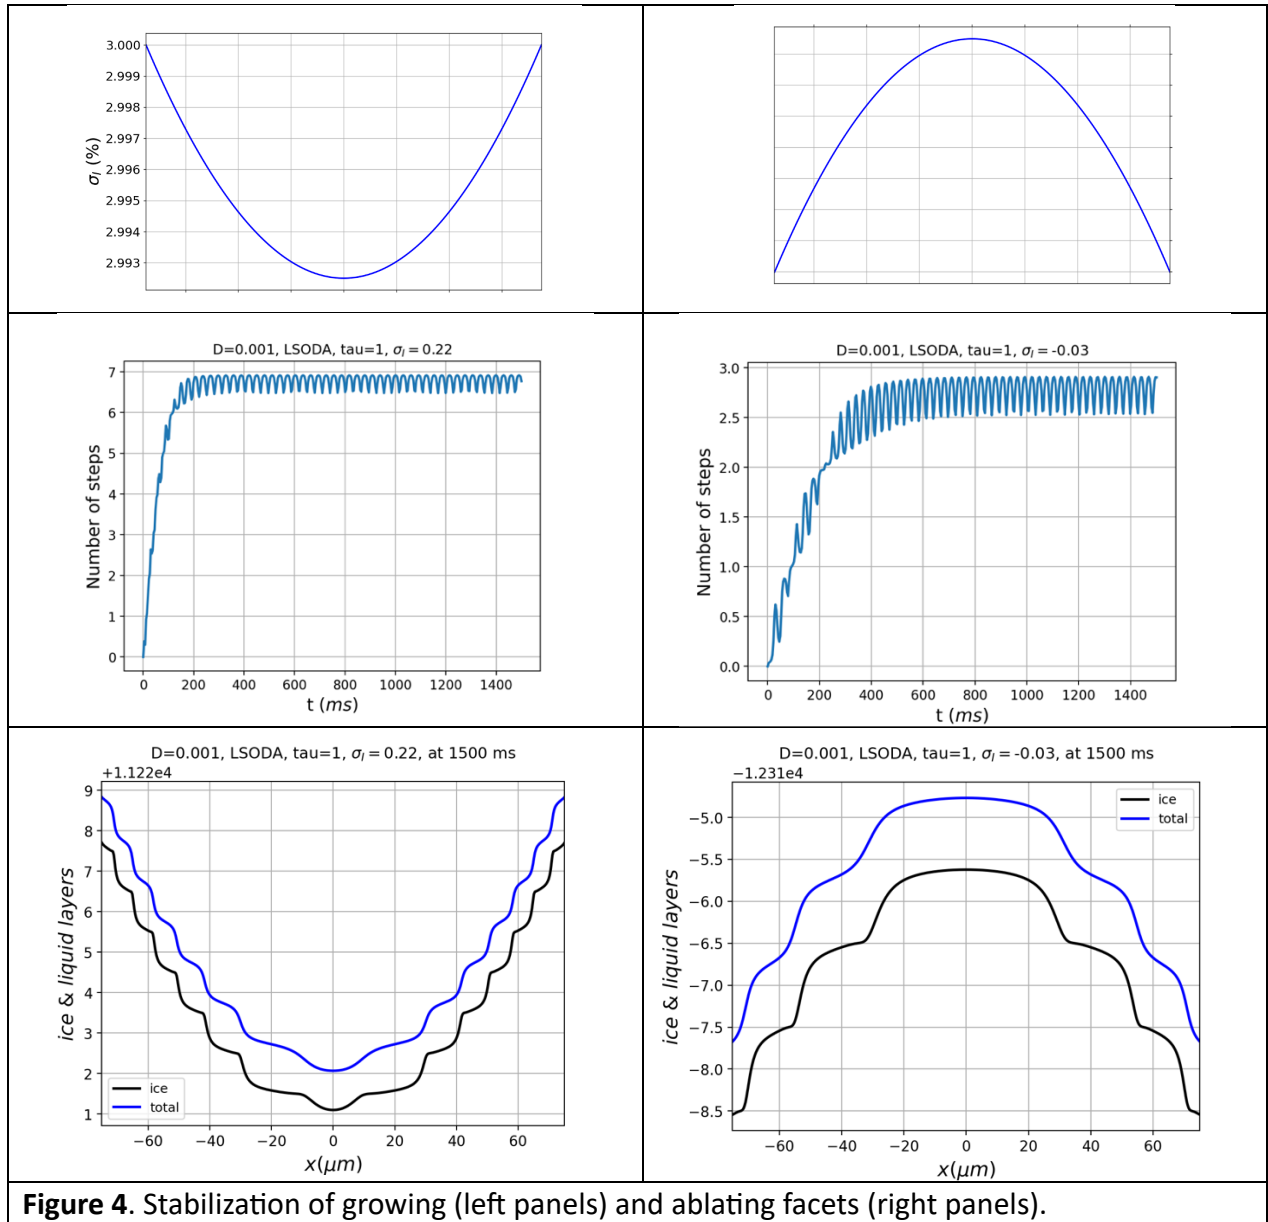 3.000
2.999
2.998
2.997
2.996
2.995
2.994
2.993
σ_I (%)
D=0.001, LSODA, tau=1, σ_I = 0.22
7
6
5
4
3
2
1
0
Number of steps
0 200 400 600 800 1000 1200 1400
t (ms)
D=0.001, LSODA, tau=1, σ_I = -0.03
3.0
2.5
2.0
1.5
1.0
0.5
0.0
Number of steps
0 200 400 600 800 1000 1200 1400
t (ms)
D=0.001, LSODA, tau=1, σ_I = 0.22, at 1500 ms
+1.122e4
9
8
7
6
5
4
3
2
1
ice & liquid layers
ice
total
−60 −40 −20 0 20 40 60
x(μm)
D=0.001, LSODA, tau=1, σ_I = -0.03, at 1500 ms
−1.231e4
−5.0
−5.5
−6.0
−6.5
−7.0
−7.5
−8.0
−8.5
ice & liquid layers
ice
total
−60 −40 −20 0 20 40 60
x(μm)
Figure 4. Stabilization of growing (left panels) and ablating facets (right panels).